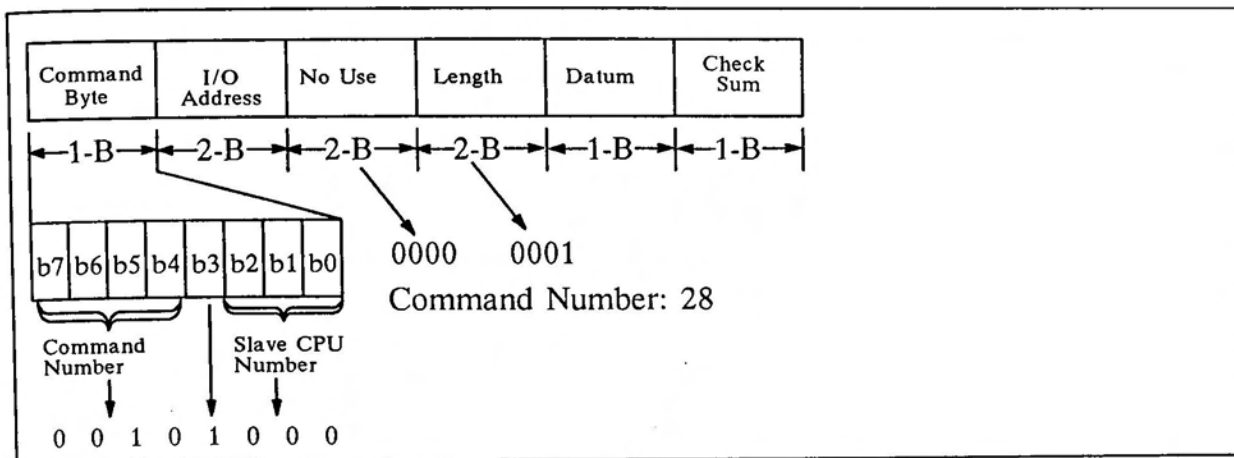 Command Byte
I/O Address
No Use
Length
Datum
Check Sum
1-B
2-B
2-B
2-B
1-B
1-B
b7 b6 b5 b4 b3 b2 b1 b0
0000 0001
Command Number: 28
Command Number
Slave CPU Number
0 0 1 0 1 0 0 0